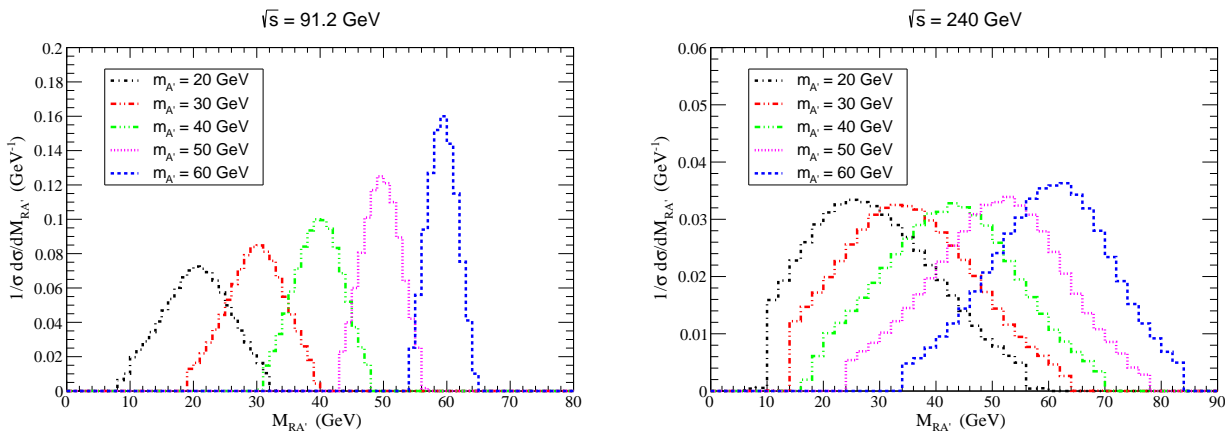 √s = 91.2 GeV
1/σ dσ/dM_RA' (GeV⁻¹)
0.2
0.18
0.16
0.14
0.12
0.1
0.08
0.06
0.04
0.02
0
m_A' = 20 GeV
m_A' = 30 GeV
m_A' = 40 GeV
m_A' = 50 GeV
m_A' = 60 GeV
0 10 20 30 40 50 60 70 80
M_RA' (GeV)
√s = 240 GeV
1/σ dσ/dM_RA' (GeV⁻¹)
0.06
0.05
0.04
0.03
0.02
0.01
0
m_A' = 20 GeV
m_A' = 30 GeV
m_A' = 40 GeV
m_A' = 50 GeV
m_A' = 60 GeV
0 10 20 30 40 50 60 70 80 90
M_RA' (GeV)